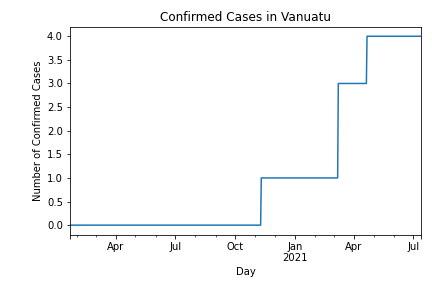 Confirmed Cases in Vanuatu
Number of Confirmed Cases
4.0
3.5
3.0
2.5
2.0
1.5
1.0
0.5
0.0
Apr Jul Oct Jan Apr Jul
2021
Day